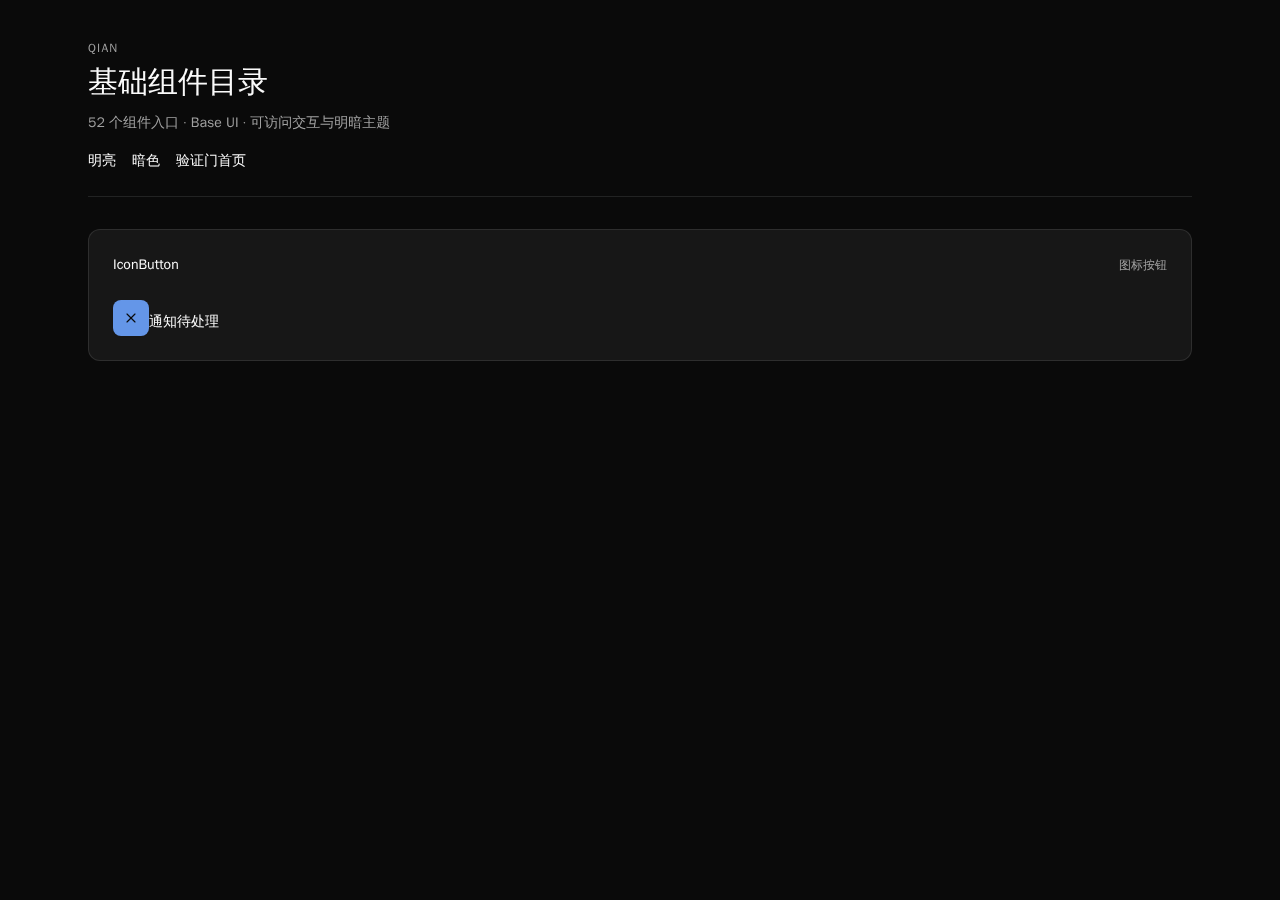 QIAN
基础组件目录
52 个组件入口 · Base UI · 可访问交互与明暗主题
明亮 暗色 验证门首页
IconButton 图标按钮
通知待处理